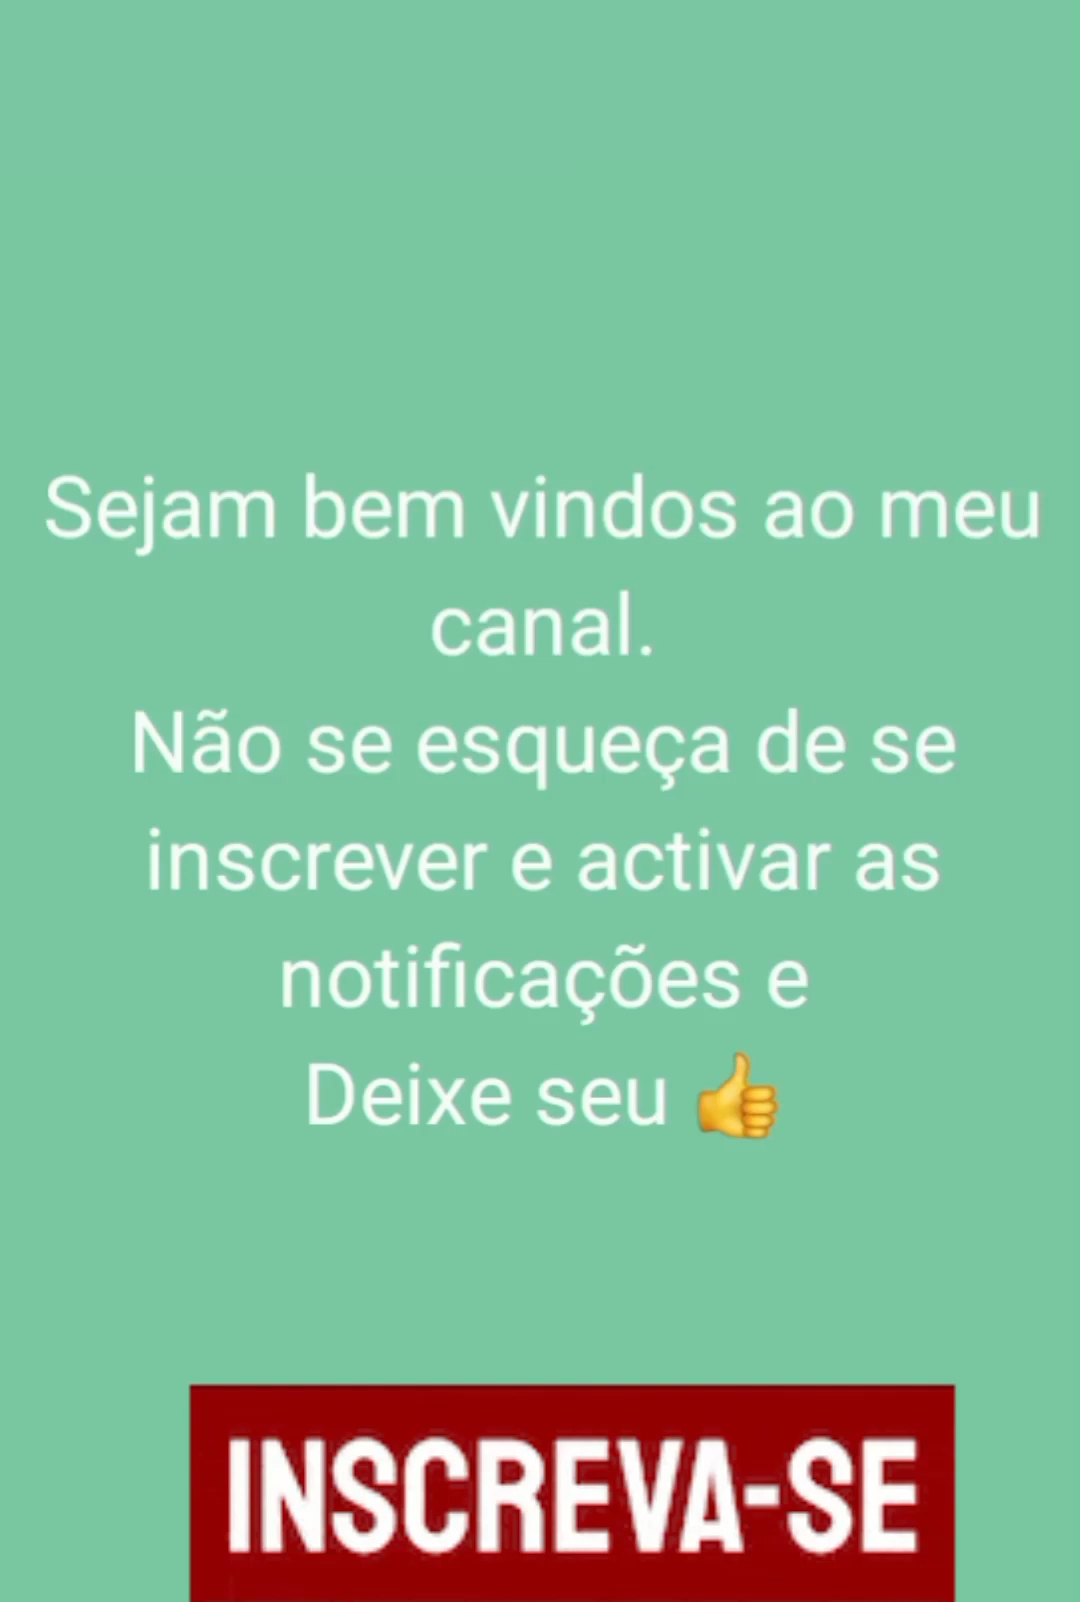 Sejam bem vindos ao meu
canal.
Não se esqueça de se
inscrever e activar as
notificações e
Deixe seu 👍
INSCREVA-SE